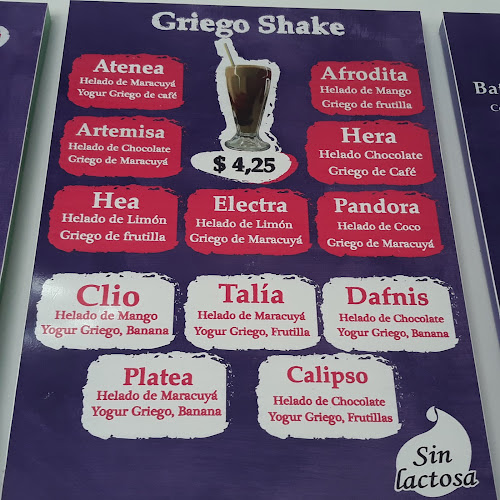 Griego Shake
Atenea
Helado de Maracuyá
Yogur Griego de café
Afrodita
Helado de Mango
Griego de frutilla
Artemisa
Helado de Chocolate
Griego de Maracuyá
$ 4,25
Hera
Helado Chocolate
Griego de Café
Hea
Helado de Limón
Griego de frutilla
Electra
Helado de Limón
Griego de Maracuyá
Pandora
Helado de Coco
Griego de Maracuyá
Clio
Helado de Mango
Yogur Griego, Banana
Talía
Helado de Maracuyá
Yogur Griego, Frutilla
Dafnis
Helado de Chocolate
Yogur Griego, Banana
Platea
Helado de Maracuyá
Yogur Griego, Banana
Calipso
Helado de Chocolate
Yogur Griego, Frutillas
Sin
lactosa